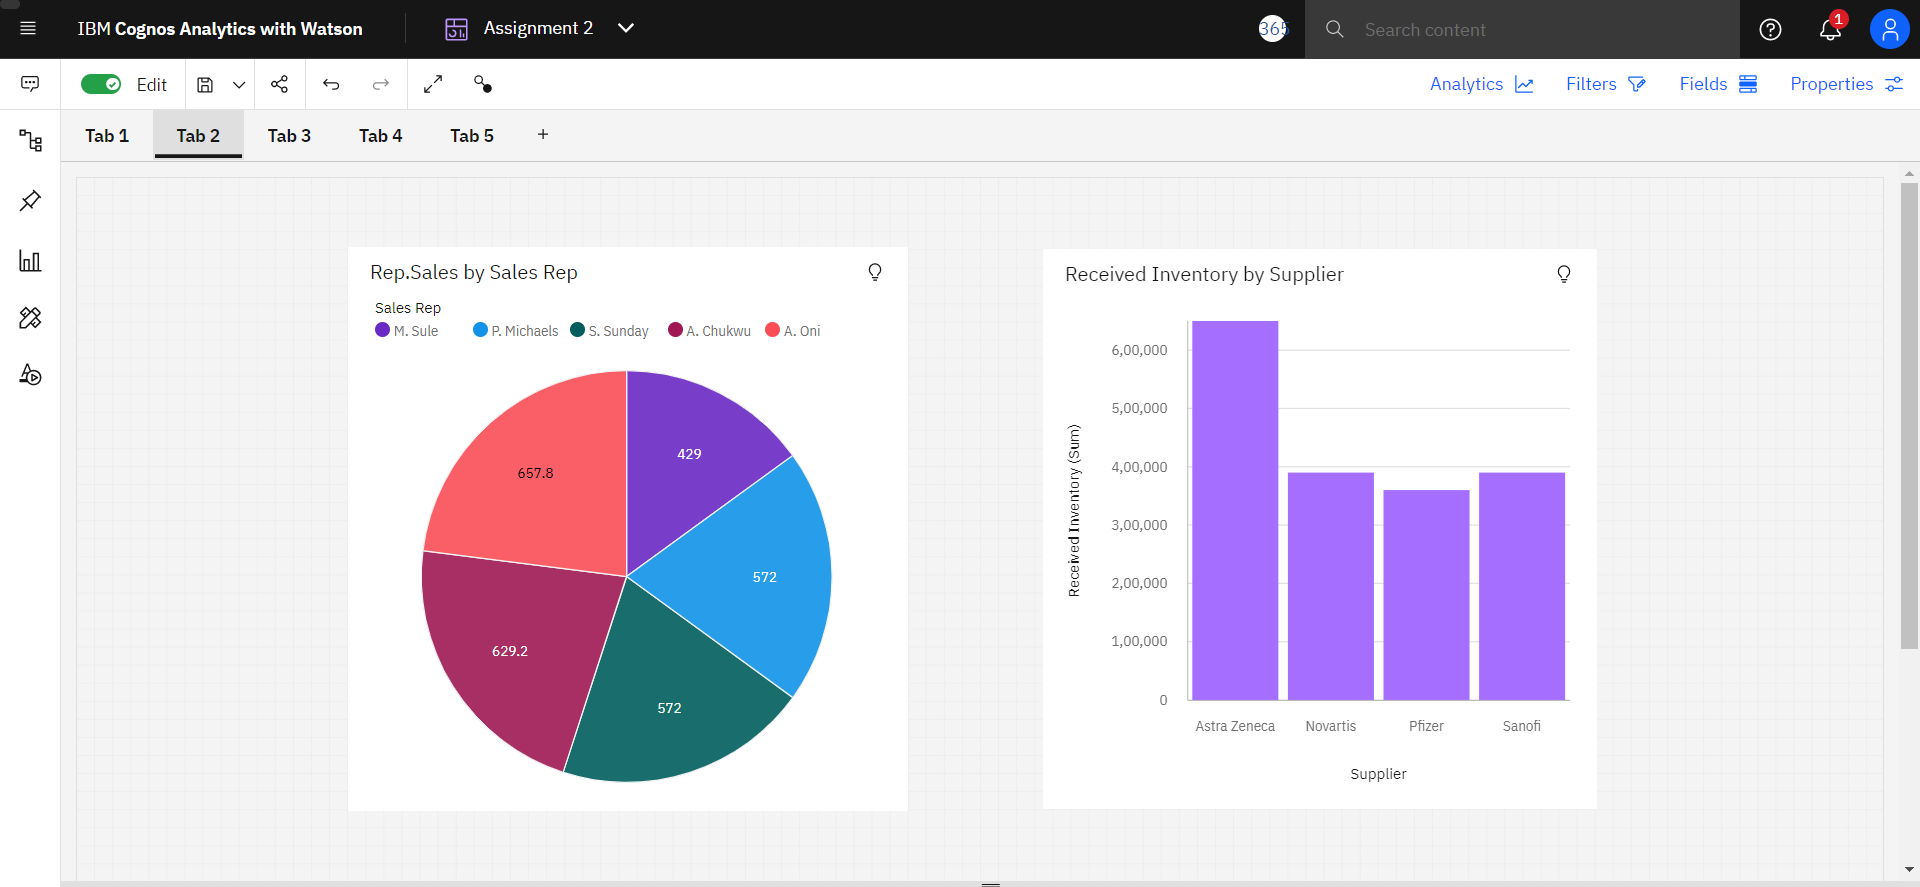 IBM Cognos Analytics with Watson
Assignment 2
365
Search content
1
Edit
Analytics
Filters
Fields
Properties
Tab 1
Tab 2
Tab 3
Tab 4
Tab 5
+
Rep.Sales by Sales Rep
Sales Rep
M. Sule
P. Michaels
S. Sunday
A. Chukwu
A. Oni
429
657.8
572
629.2
572
Received Inventory by Supplier
Received Inventory (Sum)
6,00,000
5,00,000
4,00,000
3,00,000
2,00,000
1,00,000
0
Astra Zeneca
Novartis
Pfizer
Sanofi
Supplier